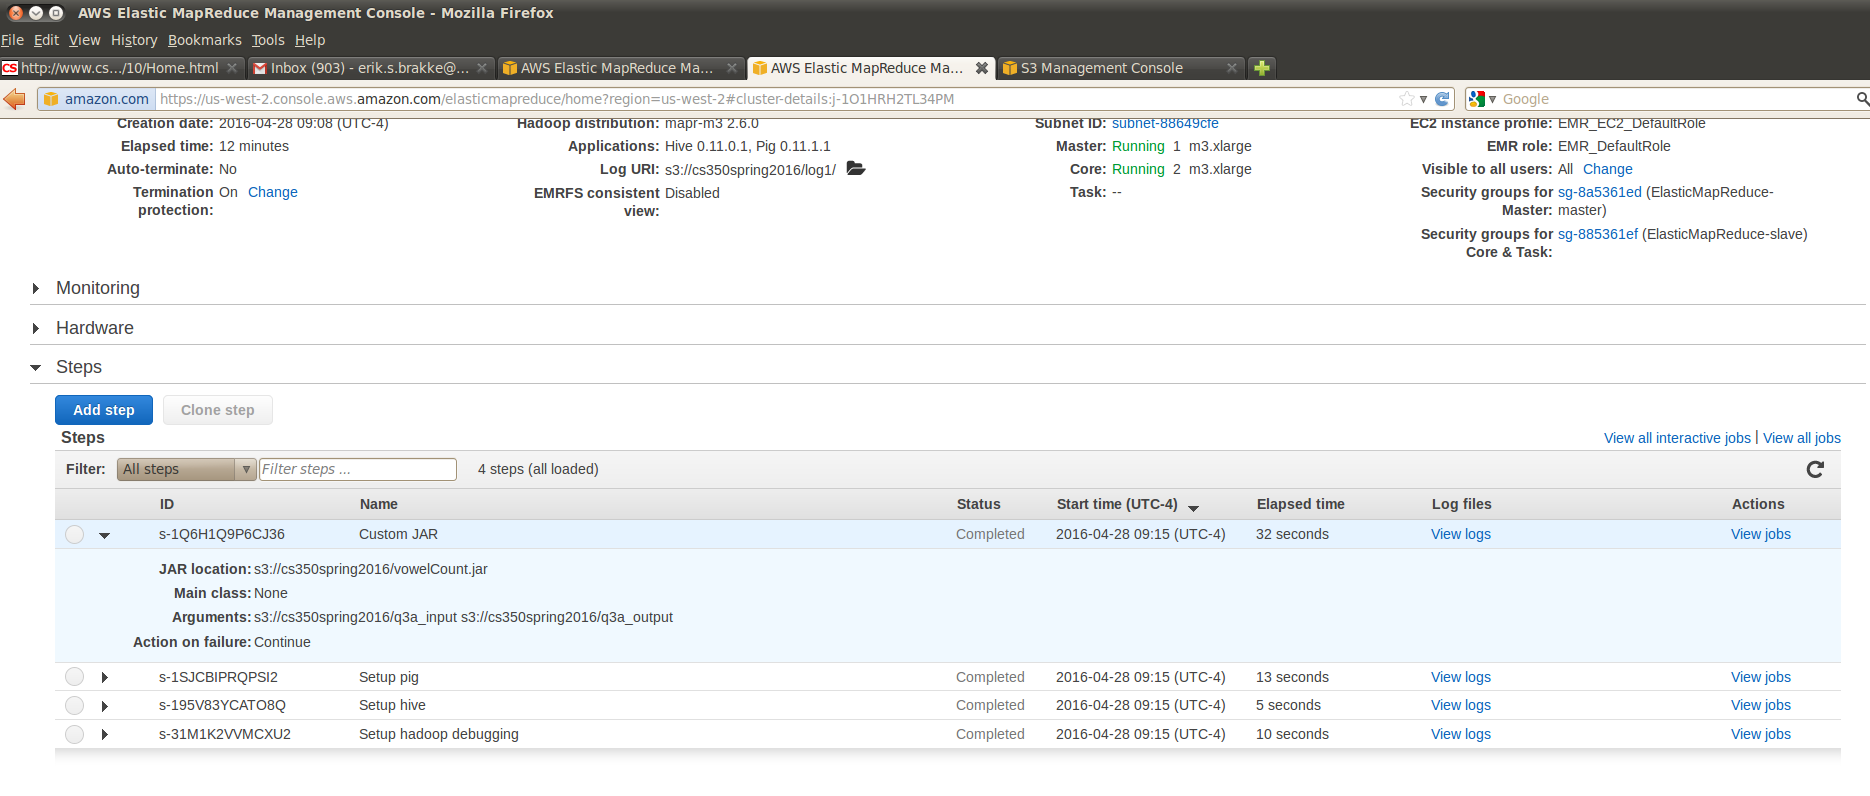 AWS Elastic MapReduce Management Console - Mozilla Firefox
File Edit View History Bookmarks Tools Help
CS http://www.cs.../10/Home.html Inbox (903) - erik.s.brakke@... AWS Elastic MapReduce Ma... AWS Elastic MapReduce Ma... S3 Management Console
amazon.com https://us-west-2.console.aws.amazon.com/elasticmapreduce/home?region=us-west-2#cluster-details:j-1O1HRH2TL34PM Google
Creation date: 2016-04-28 09:08 (UTC-4) Hadoop distribution: mapr-m3 2.6.0 Subnet ID: subnet-88649cfe EC2 instance profile: EMR_EC2_DefaultRole
Elapsed time: 12 minutes Applications: Hive 0.11.0.1, Pig 0.11.1.1 Master: Running 1 m3.xlarge EMR role: EMR_DefaultRole
Auto-terminate: No Log URI: s3://cs350spring2016/log1/ Core: Running 2 m3.xlarge Visible to all users: All Change
Termination protection: On Change EMRFS consistent view: Disabled Task: -- Security groups for Master: sg-8a5361ed (ElasticMapReduce-master)
Security groups for Core & Task: sg-885361ef (ElasticMapReduce-slave)
Monitoring
Hardware
Steps
Add step Clone step
Steps View all interactive jobs | View all jobs
Filter: All steps Filter steps ... 4 steps (all loaded)
ID Name Status Start time (UTC-4) Elapsed time Log files Actions
s-1Q6H1Q9P6CJ36 Custom JAR Completed 2016-04-28 09:15 (UTC-4) 32 seconds View logs View jobs
JAR location: s3://cs350spring2016/vowelCount.jar
Main class: None
Arguments: s3://cs350spring2016/q3a_input s3://cs350spring2016/q3a_output
Action on failure: Continue
s-1SJCBIPRQPSI2 Setup pig Completed 2016-04-28 09:15 (UTC-4) 13 seconds View logs View jobs
s-195V83YCATO8Q Setup hive Completed 2016-04-28 09:15 (UTC-4) 5 seconds View logs View jobs
s-31M1K2VVMCXU2 Setup hadoop debugging Completed 2016-04-28 09:15 (UTC-4) 10 seconds View logs View jobs